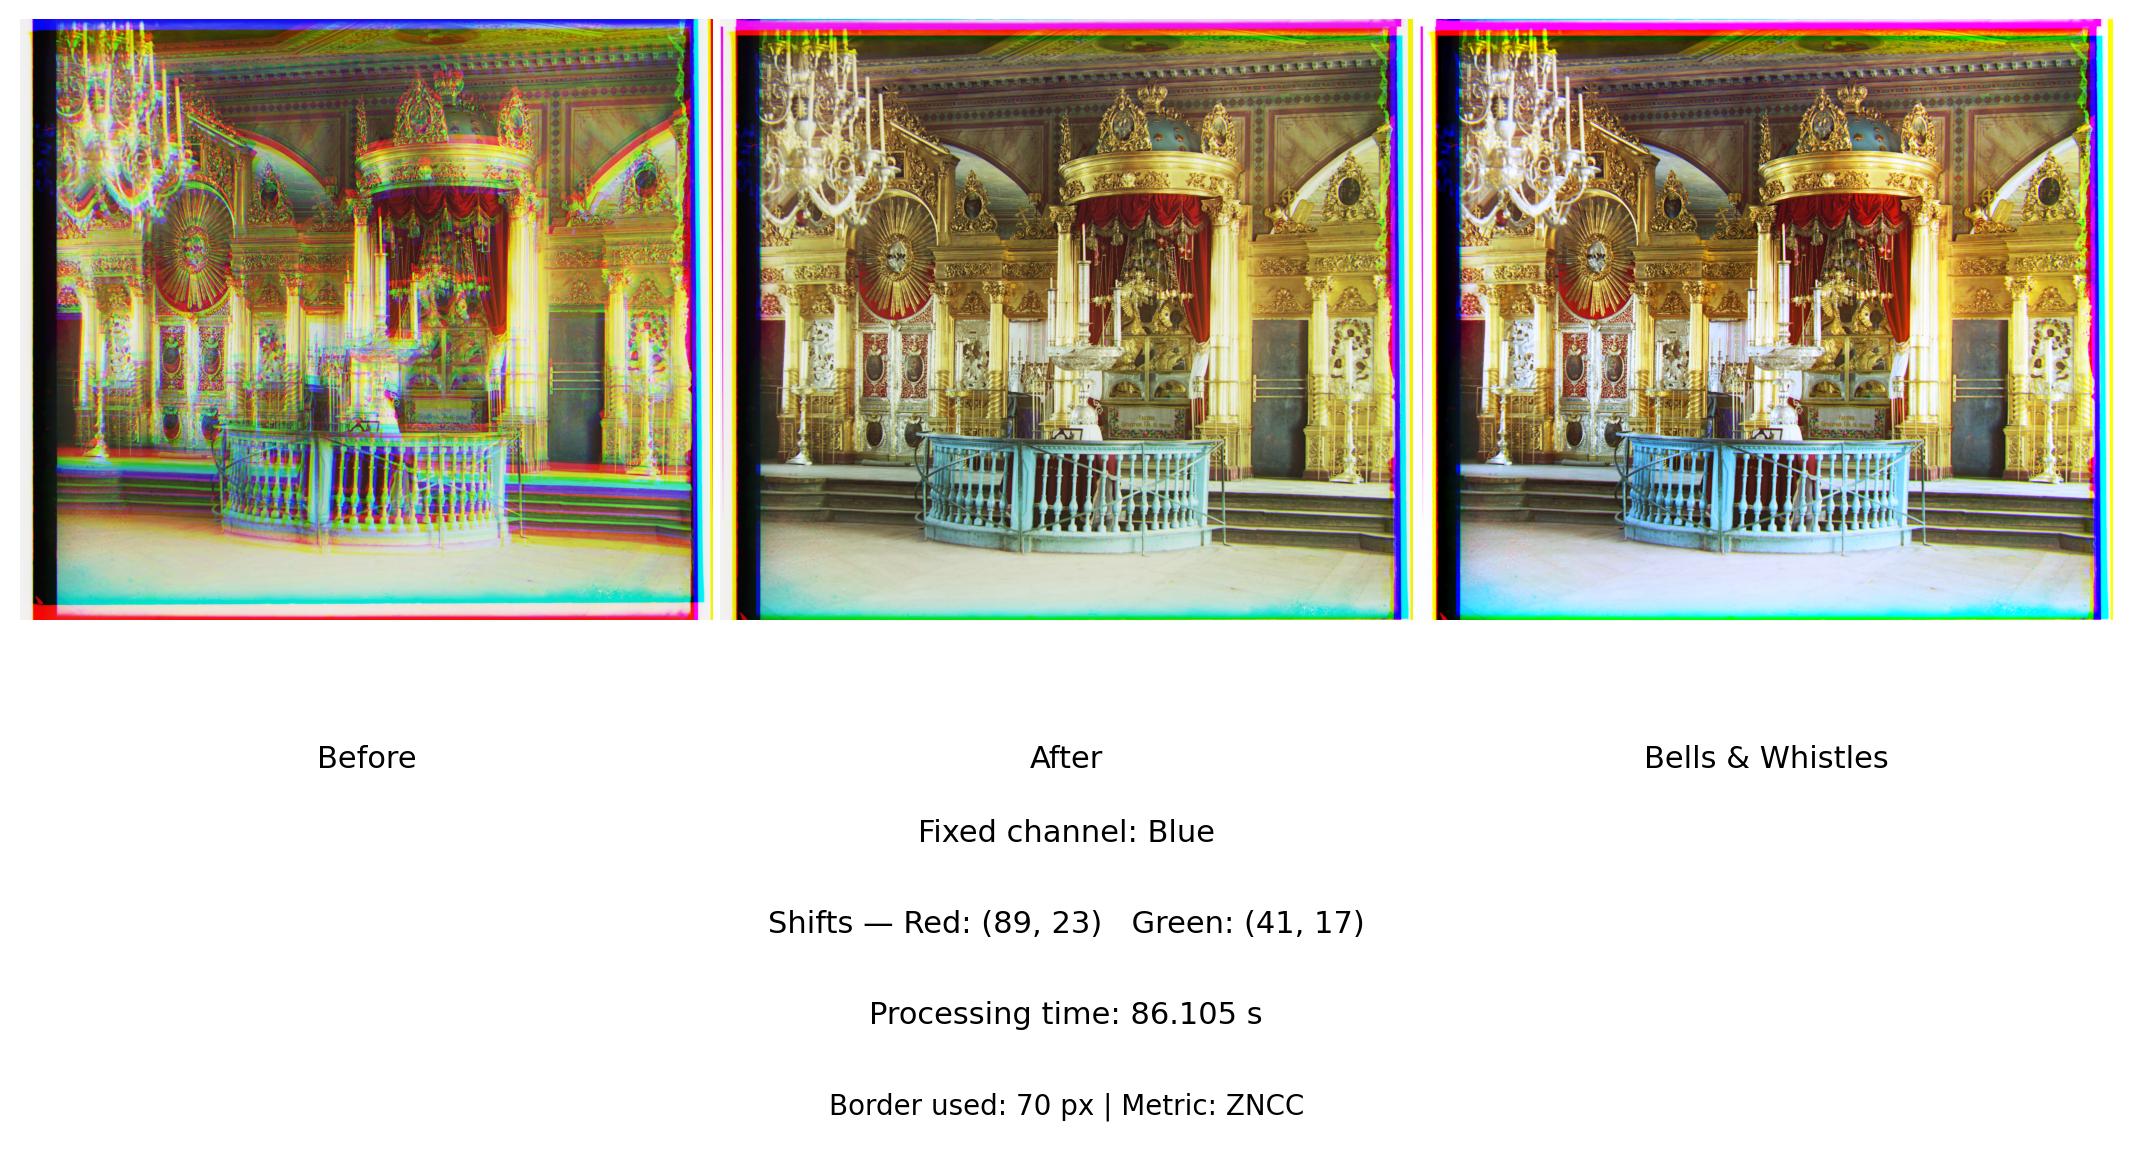 Before
After
Bells & Whistles
Fixed channel: Blue
Shifts — Red: (89, 23)   Green: (41, 17)
Processing time: 86.105 s
Border used: 70 px | Metric: ZNCC